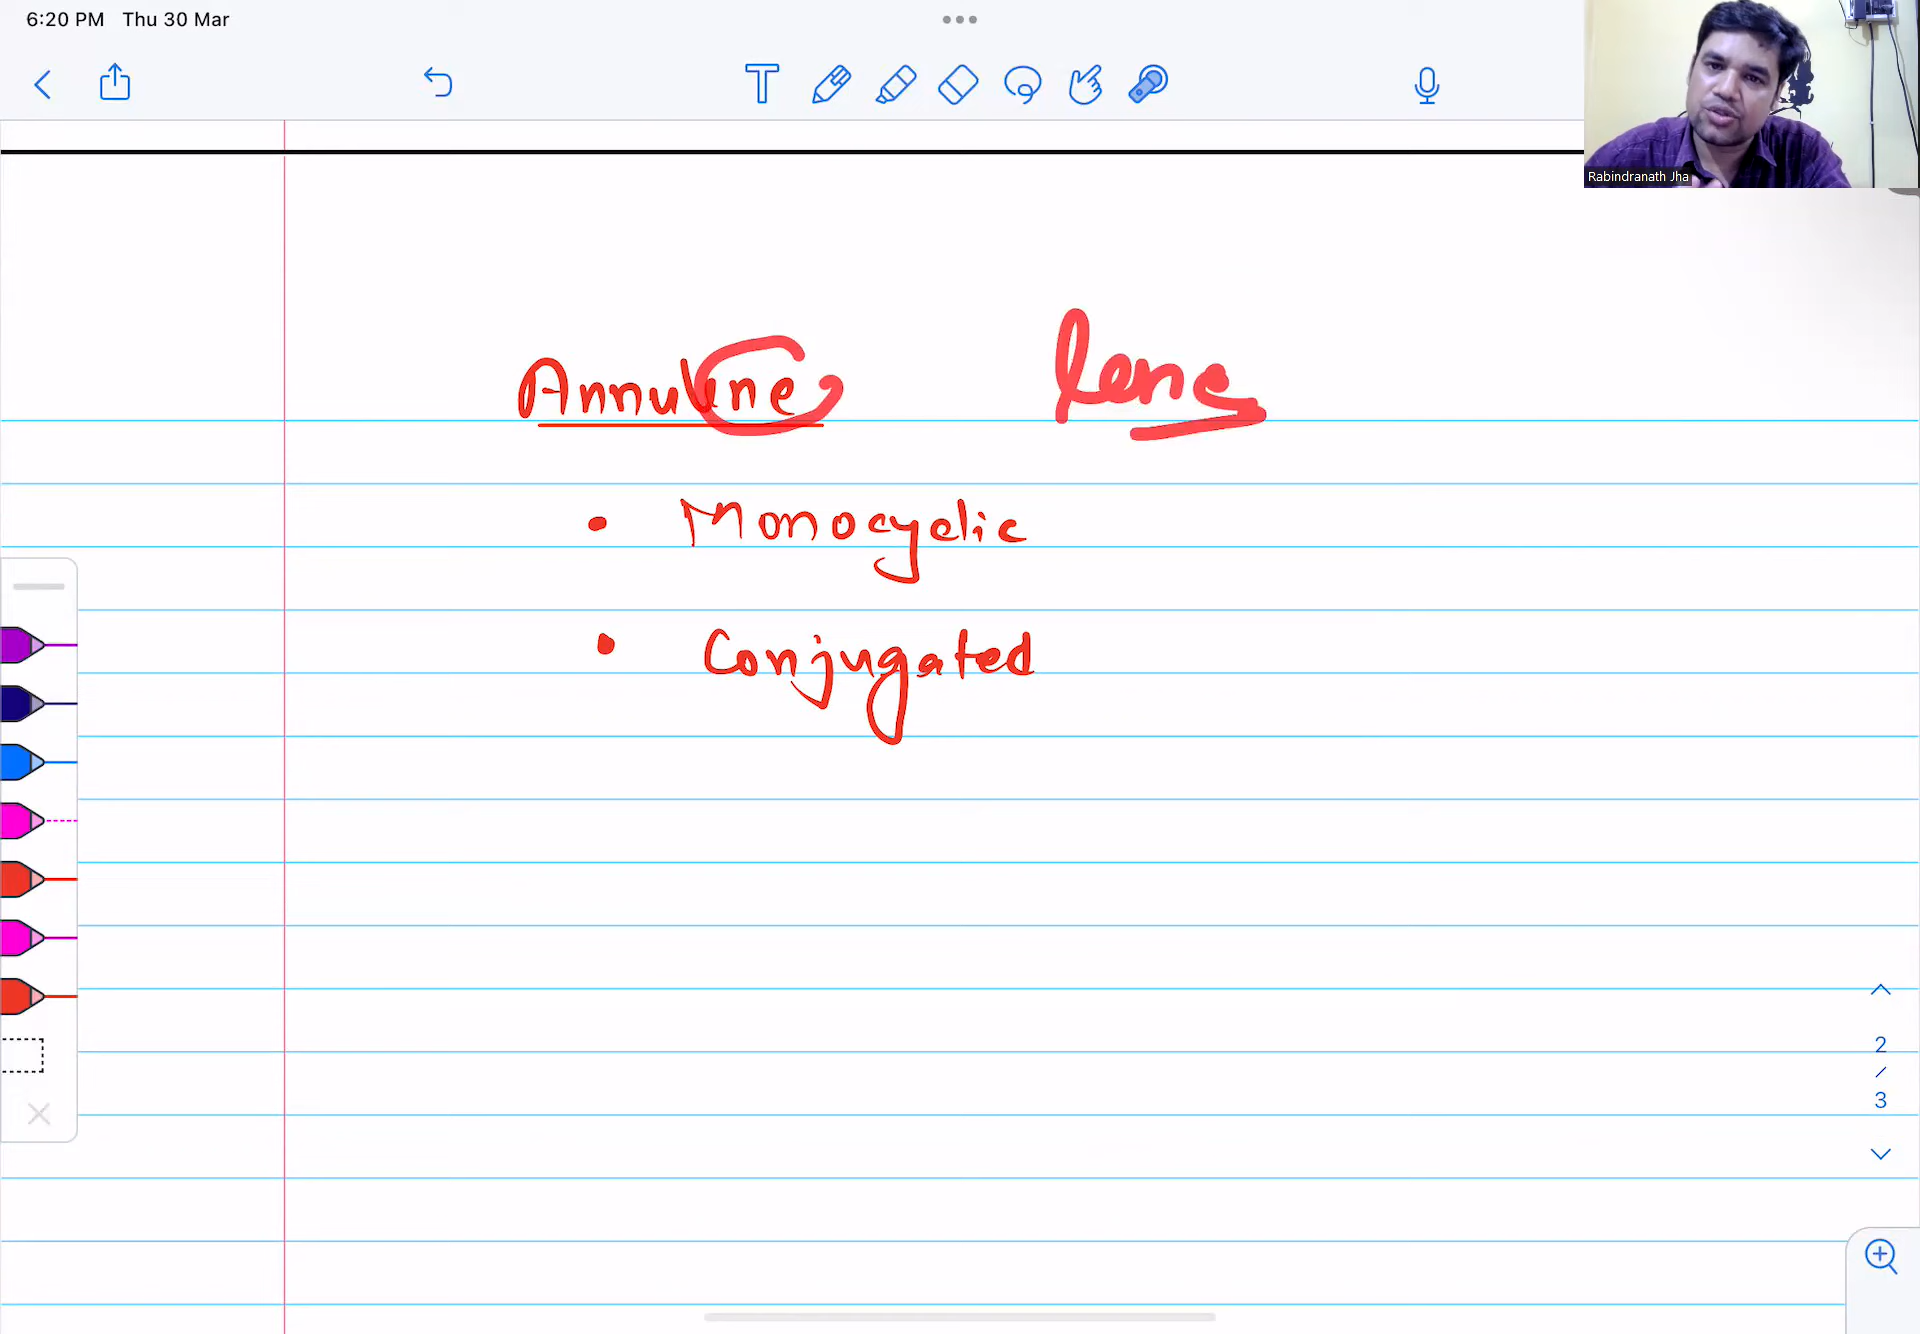 6:20 PM Thu 30 Mar
Rabindranath Jha
Annulene lene
• Monocyclic
• Conjugated
2
/
3